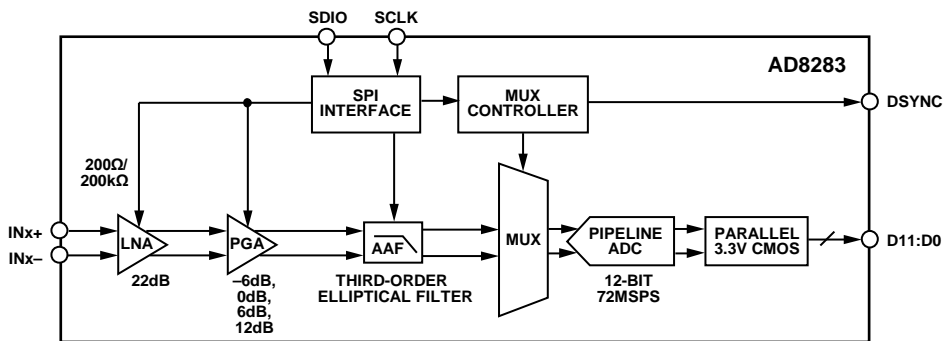 SDIO
SCLK
AD8283
SPI
INTERFACE
MUX
CONTROLLER
DSYNC
200Ω/
200kΩ
INx+
INx–
LNA
PGA
AAF
MUX
PIPELINE
ADC
PARALLEL
3.3V CMOS
D11:D0
22dB
–6dB,
0dB,
6dB,
12dB
THIRD-ORDER
ELLIPTICAL FILTER
12-BIT
72MSPS